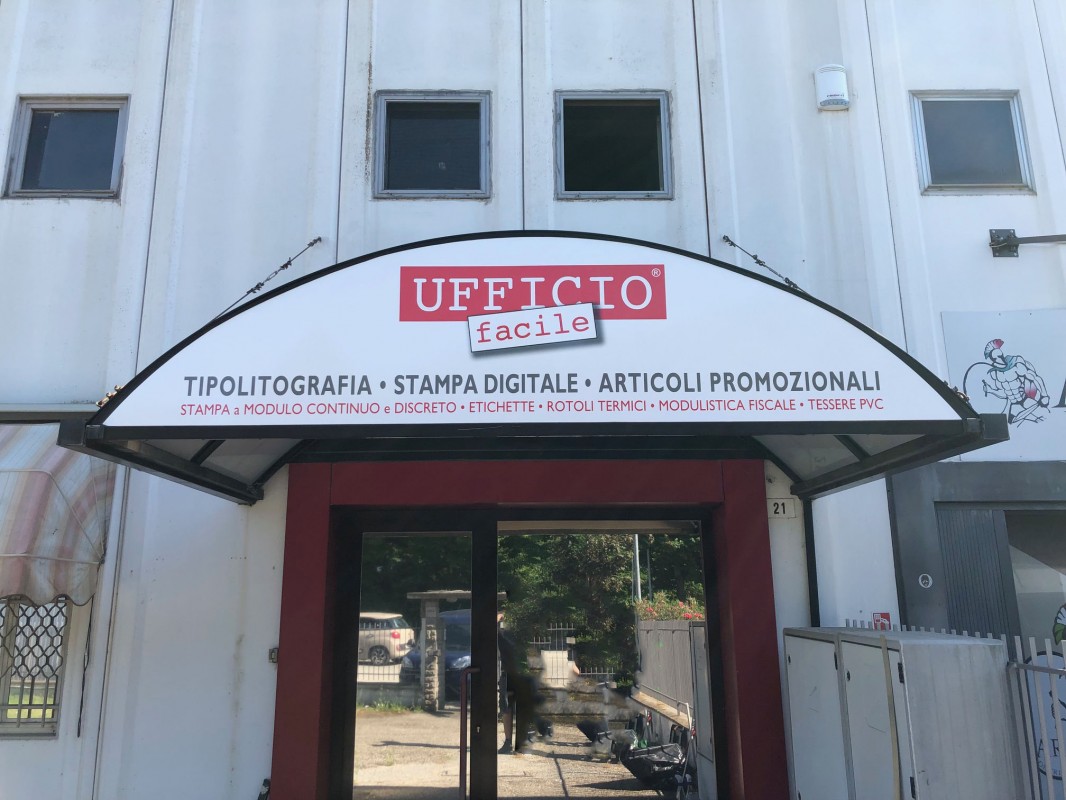 UFFICIO®
facile
TIPOLITOGRAFIA • STAMPA DIGITALE • ARTICOLI PROMOZIONALI
STAMPA a MODULO CONTINUO e DISCRETO • ETICHETTE • ROTOLI TERMICI • MODULISTICA FISCALE • TESSERE PVC
21